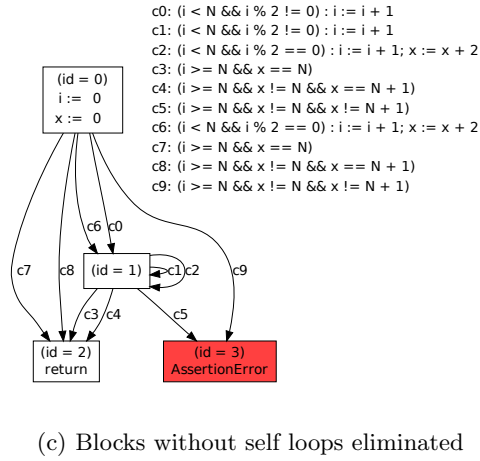 c0: (i < N && i % 2 != 0) : i := i + 1
c1: (i < N && i % 2 != 0) : i := i + 1
c2: (i < N && i % 2 == 0) : i := i + 1; x := x + 2
c3: (i >= N && x == N)
c4: (i >= N && x != N && x == N + 1)
c5: (i >= N && x != N && x != N + 1)
c6: (i < N && i % 2 == 0) : i := i + 1; x := x + 2
c7: (i >= N && x == N)
c8: (i >= N && x != N && x == N + 1)
c9: (i >= N && x != N && x != N + 1)
(id = 0)
i := 0
x := 0
c6 c0
c7 c8 (id = 1) c1 c2 c9
c3 c4 c5
(id = 2)
return
(id = 3)
AssertionError
(c) Blocks without self loops eliminated